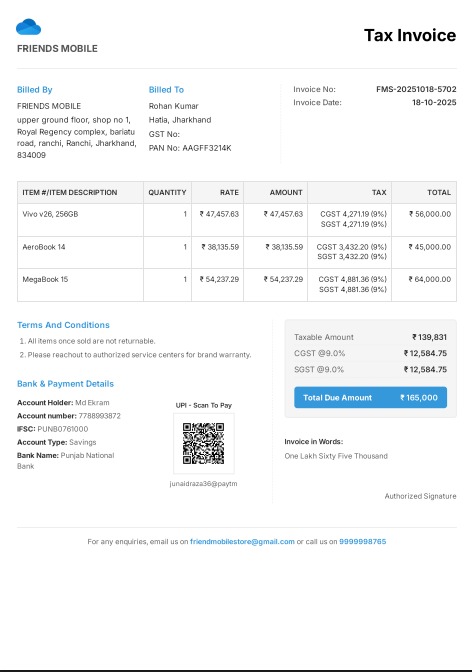 FRIENDS MOBILE
Tax Invoice
Billed By
FRIENDS MOBILE
upper ground floor, shop no 1,
Royal Regency complex, bariatu
road, ranchi, Ranchi, Jharkhand,
834009
Billed To
Rohan Kumar
Hatia, Jharkhand
GST No:
PAN No: AAGFF3214K
Invoice No: FMS-20251018-5702
Invoice Date: 18-10-2025
ITEM #/ITEM DESCRIPTION QUANTITY RATE AMOUNT TAX TOTAL
Vivo v26, 256GB 1 ₹ 47,457.63 ₹ 47,457.63 CGST 4,271.19 (9%) ₹ 56,000.00
SGST 4,271.19 (9%)
AeroBook 14 1 ₹ 38,135.59 ₹ 38,135.59 CGST 3,432.20 (9%) ₹ 45,000.00
SGST 3,432.20 (9%)
MegaBook 15 1 ₹ 54,237.29 ₹ 54,237.29 CGST 4,881.36 (9%) ₹ 64,000.00
SGST 4,881.36 (9%)
Terms And Conditions
1. All items once sold are not returnable.
2. Please reachout to authorized service centers for brand warranty.
Taxable Amount ₹ 139,831
CGST @9.0% ₹ 12,584.75
SGST @9.0% ₹ 12,584.75
Total Due Amount ₹ 165,000
Bank & Payment Details
Account Holder: Md Ekram
Account number: 7788993872
IFSC: PUNB0761000
Account Type: Savings
Bank Name: Punjab National
Bank
UPI - Scan To Pay
junaidraza36@paytm
Invoice in Words:
One Lakh Sixty Five Thousand
Authorized Signature
For any enquiries, email us on friendmobilestore@gmail.com or call us on 9999998765